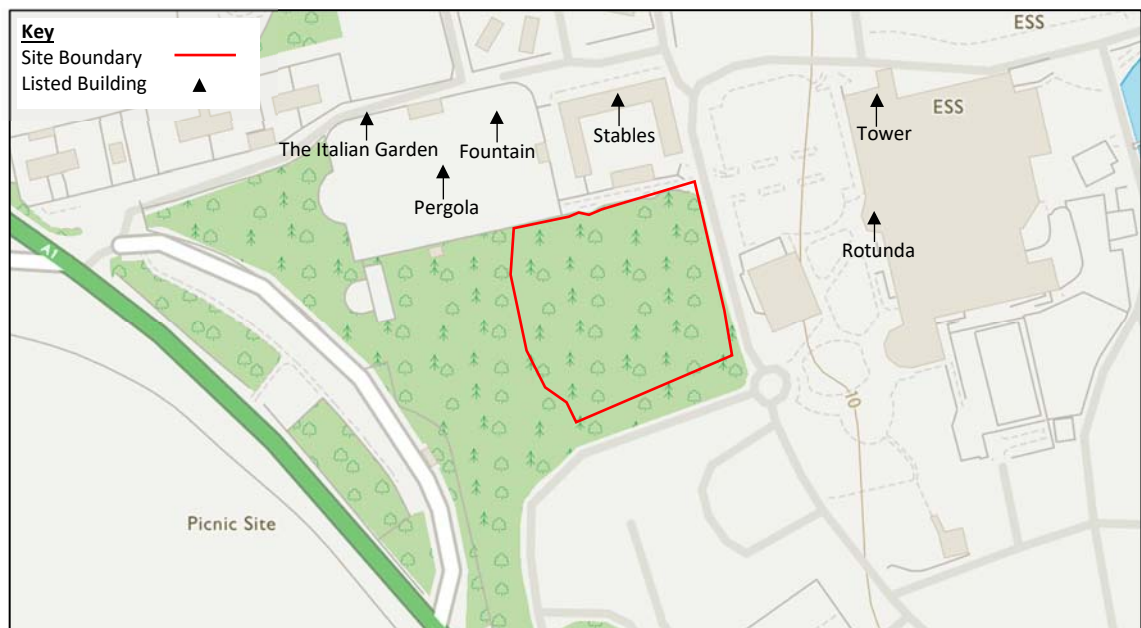 Key
Site Boundary
Listed Building
ESS
ESS
Tower
Stables
The Italian Garden
Fountain
Pergola
Rotunda
A1
10
Picnic Site